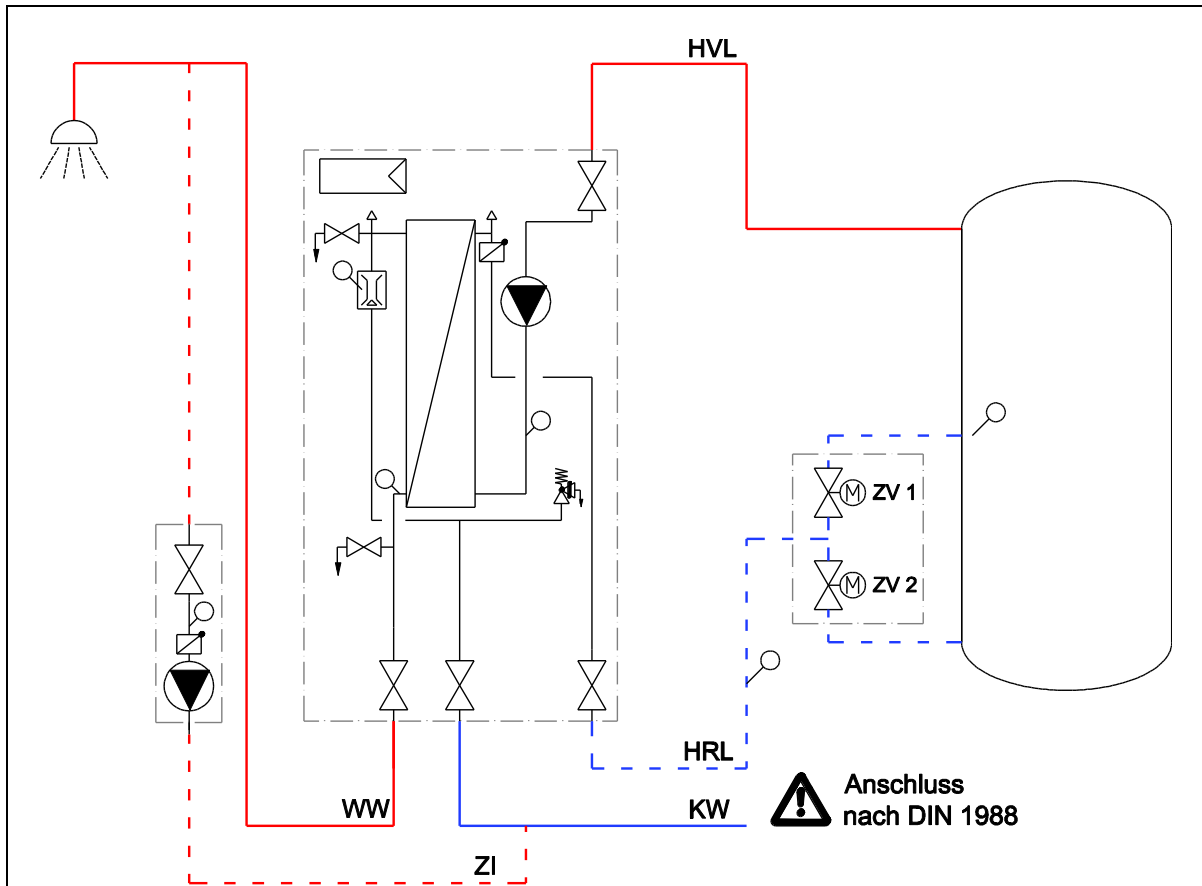 HVL
M ZV 1
M ZV 2
HRL
WW
KW
Anschluss
nach DIN 1988
ZI